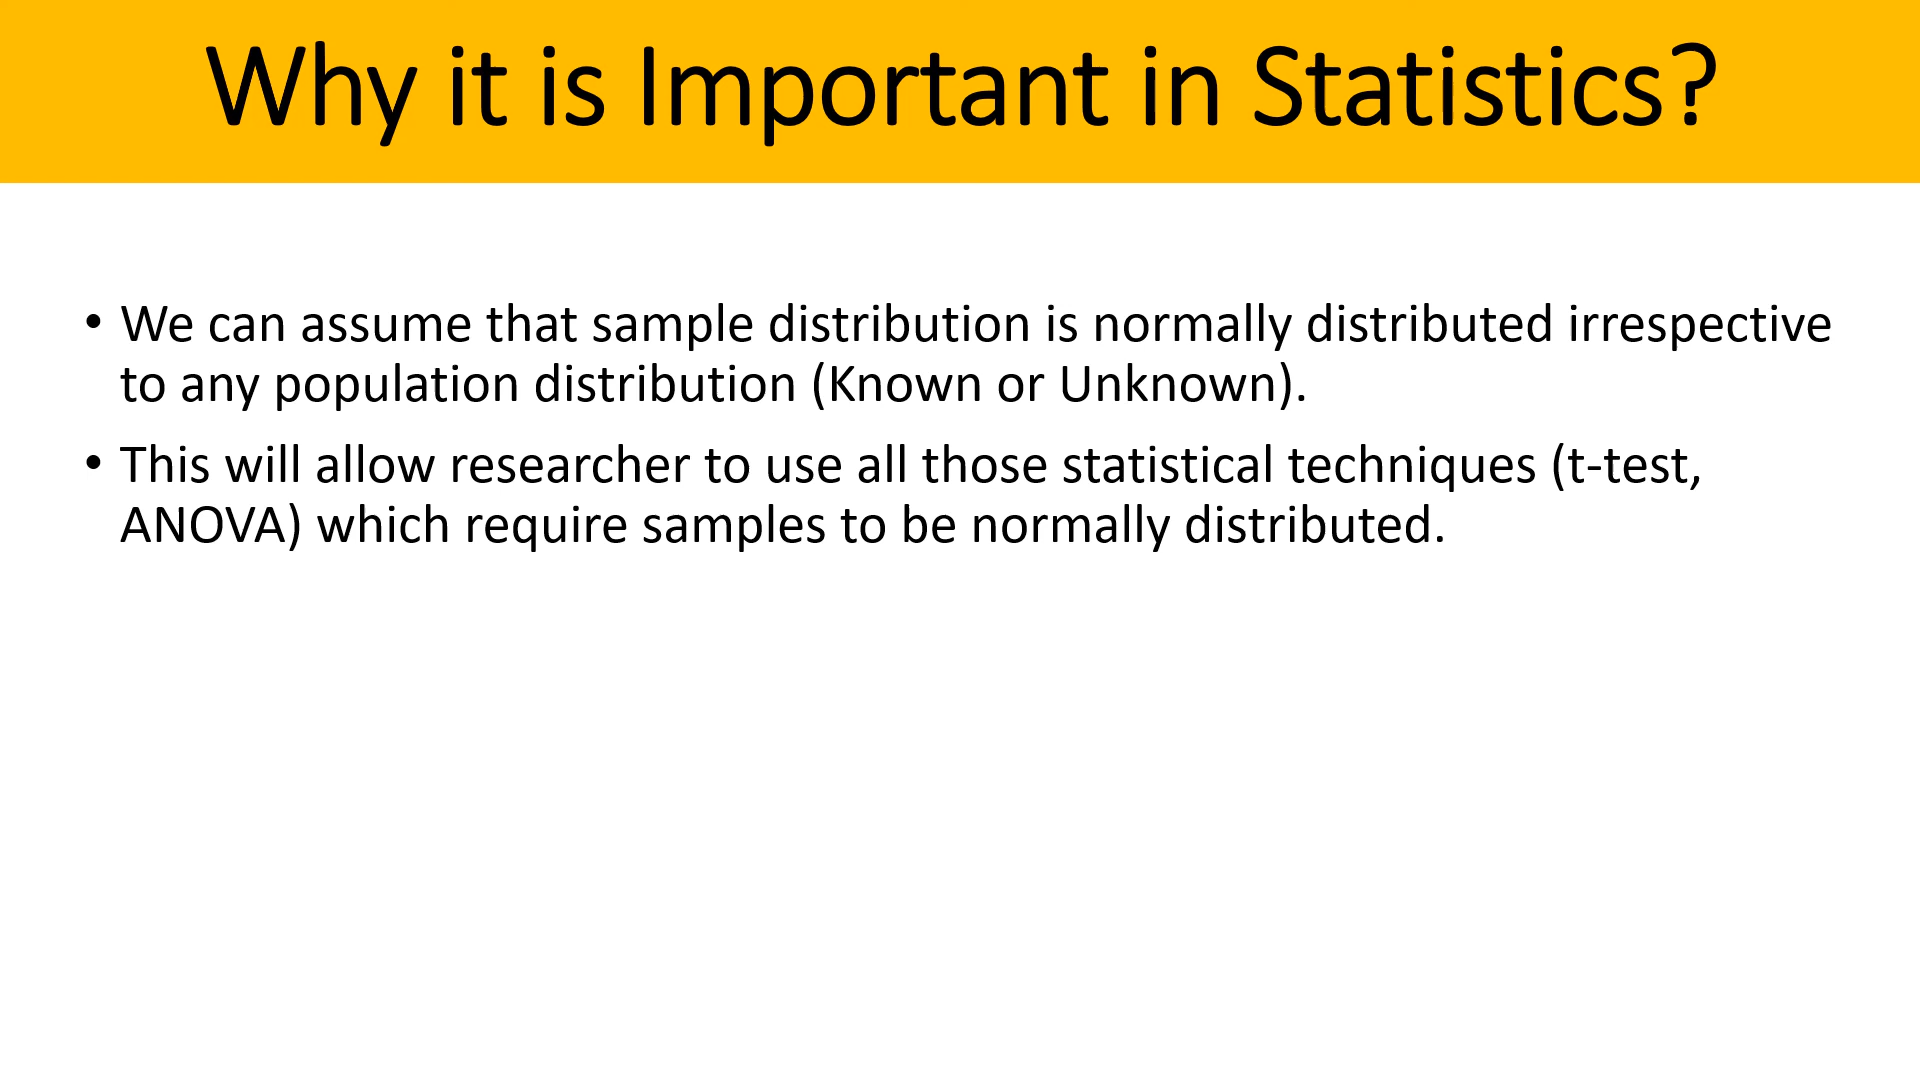 Why it is Important in Statistics?
• We can assume that sample distribution is normally distributed irrespective
to any population distribution (Known or Unknown).
• This will allow researcher to use all those statistical techniques (t-test,
ANOVA) which require samples to be normally distributed.